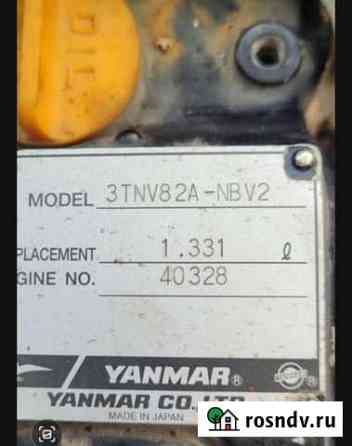 OIL
MODEL 3TNV82A-NBV2
PLACEMENT 1.331 ℓ
GINE NO. 40328
YANMAR®
YANMAR CO., LTD.
MADE IN JAPAN
rosndv.ru